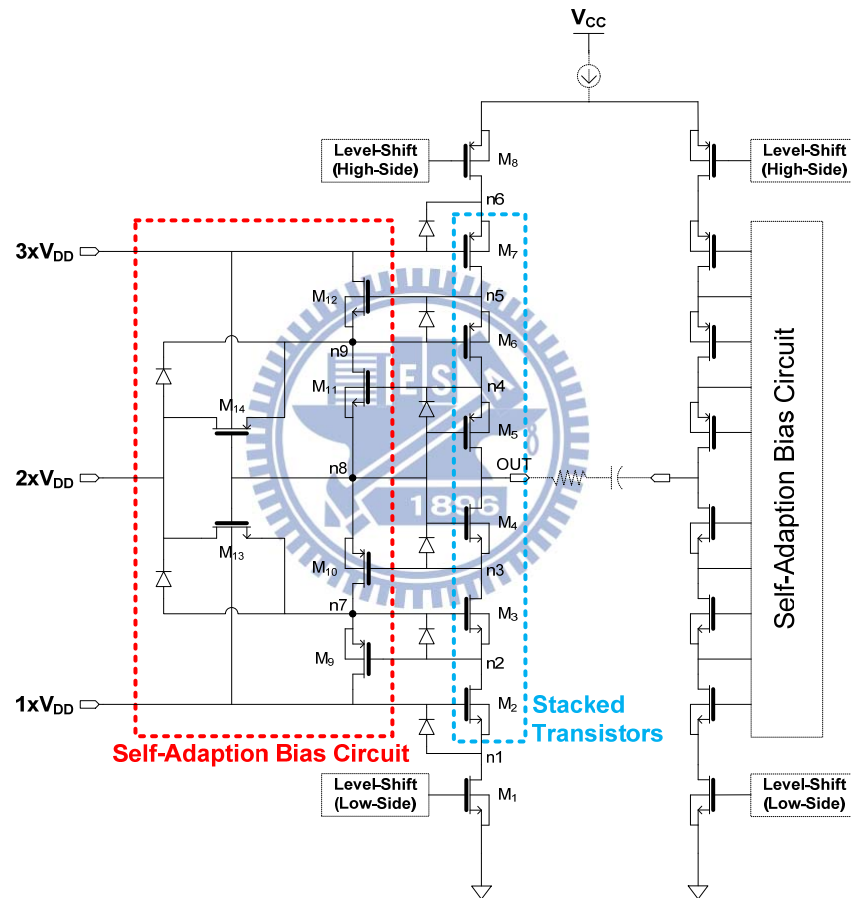 VCC
Level-Shift
(High-Side)
M8
Level-Shift
(High-Side)
n6
3xVDD
M7
M12
n5
M6
n9
n4
M11
M14
M5
n8
OUT
2xVDD
M4
1896
M13
M10
n3
n7
M3
M9
n2
1xVDD
M2
Stacked
Transistors
Self-Adaption Bias Circuit
n1
Level-Shift
(Low-Side)
M1
Level-Shift
(Low-Side)
Self-Adaption Bias Circuit
E S